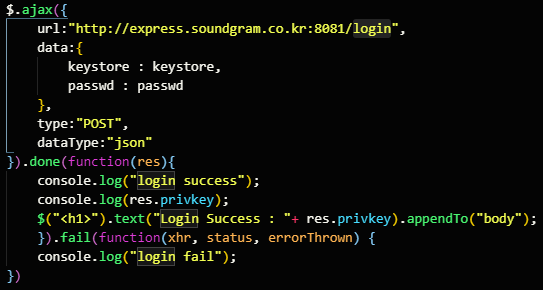 $.ajax({
    url:"http://express.soundgram.co.kr:8081/login",
    data:{
        keystore : keystore,
        passwd : passwd
    },
    type:"POST",
    dataType:"json"
}).done(function(res){
    console.log("login success");
    console.log(res.privkey);
    $("<h1>").text("Login Success : "+ res.privkey).appendTo("body");
    }).fail(function(xhr, status, errorThrown) {
    console.log("login fail");
})